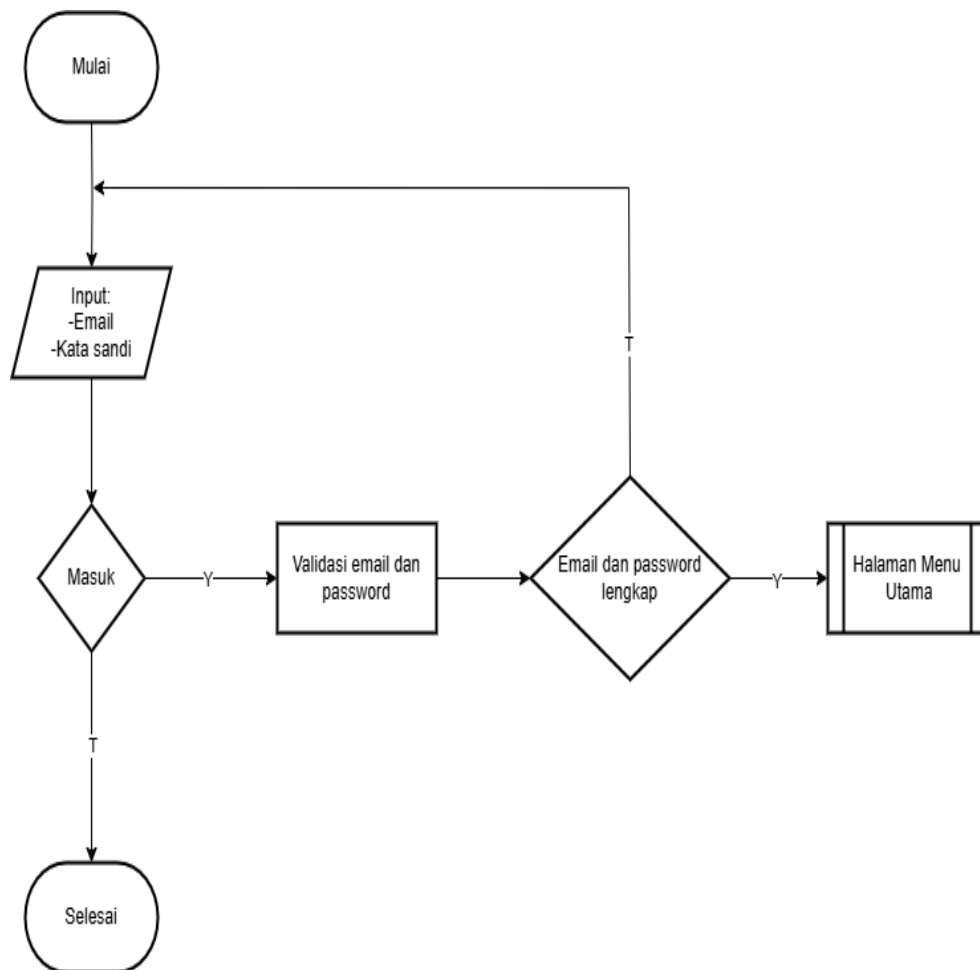 Mulai
Input:
-Email
-Kata sandi
T
Masuk
Y
Validasi email dan
password
Email dan password
lengkap
Y
Halaman Menu
Utama
T
Selesai